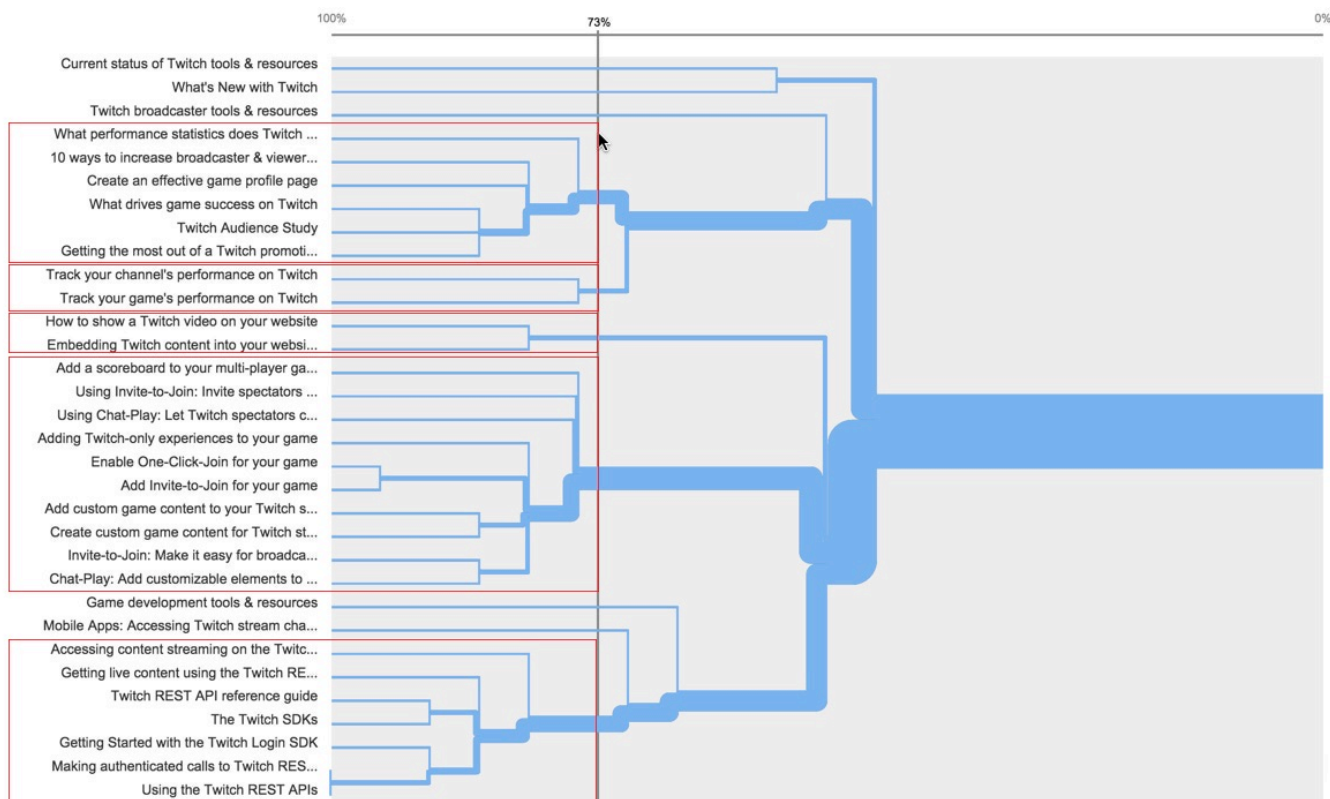 100%
73%
0%
Current status of Twitch tools & resources
What's New with Twitch
Twitch broadcaster tools & resources
What performance statistics does Twitch ...
10 ways to increase broadcaster & viewer...
Create an effective game profile page
What drives game success on Twitch
Twitch Audience Study
Getting the most out of a Twitch promoti...
Track your channel's performance on Twitch
Track your game's performance on Twitch
How to show a Twitch video on your website
Embedding Twitch content into your websi...
Add a scoreboard to your multi-player ga...
Using Invite-to-Join: Invite spectators ...
Using Chat-Play: Let Twitch spectators c...
Adding Twitch-only experiences to your game
Enable One-Click-Join for your game
Add Invite-to-Join for your game
Add custom game content to your Twitch s...
Create custom game content for Twitch st...
Invite-to-Join: Make it easy for broadca...
Chat-Play: Add customizable elements to ...
Game development tools & resources
Mobile Apps: Accessing Twitch stream cha...
Accessing content streaming on the Twitc...
Getting live content using the Twitch RE...
Twitch REST API reference guide
The Twitch SDKs
Getting Started with the Twitch Login SDK
Making authenticated calls to Twitch RES...
Using the Twitch REST APIs